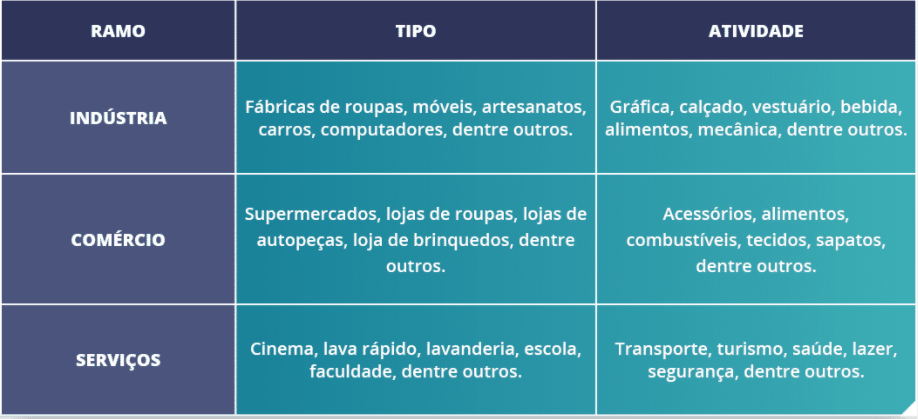 RAMO
TIPO
ATIVIDADE
INDÚSTRIA
Fábricas de roupas, móveis, artesanatos,
carros, computadores, dentre outros.
Gráfica, calçado, vestuário, bebida,
alimentos, mecânica, dentre outros.
COMÉRCIO
Supermercados, lojas de roupas, lojas de
autopeças, loja de brinquedos, dentre
outros.
Acessórios, alimentos,
combustíveis, tecidos, sapatos,
dentre outros.
SERVIÇOS
Cinema, lava rápido, lavanderia, escola,
faculdade, dentre outros.
Transporte, turismo, saúde, lazer,
segurança, dentre outros.